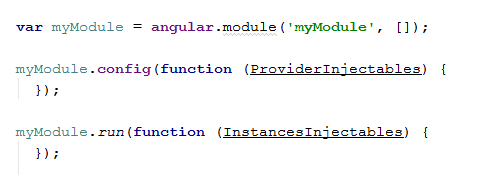 var myModule = angular.module('myModule', []);
myModule.config(function (ProviderInjectables) {
});
myModule.run(function (InstancesInjectables) {
});